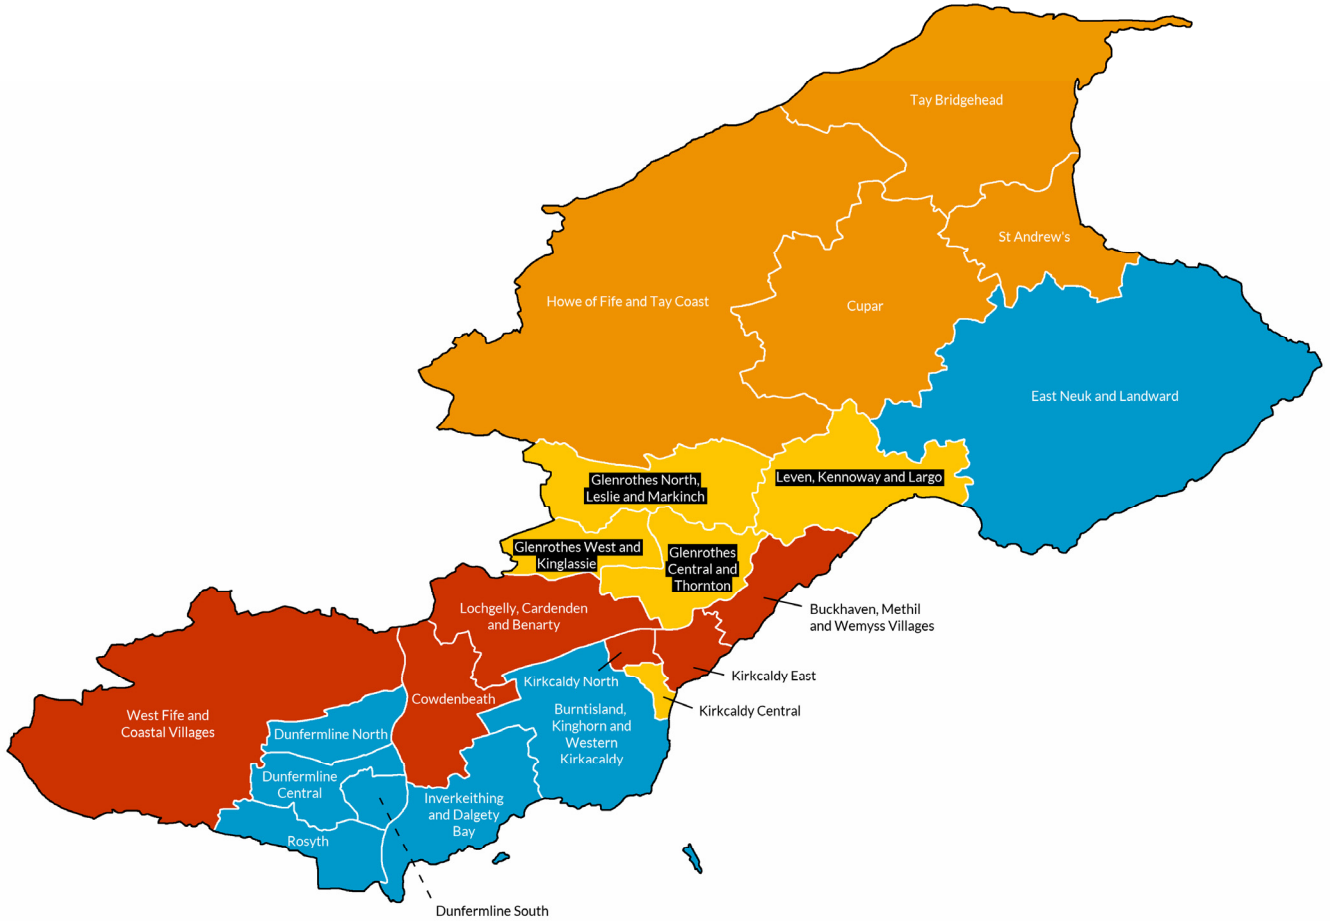 Tay Bridgehead
St Andrew's
Howe of Fife and Tay Coast
Cupar
East Neuk and Landward
Glenrothes North,
Leslie and Markinch
Leven, Kennoway and Largo
Glenrothes West and
Kinglassie
Glenrothes
Central and
Thornton
Lochgelly, Cardenden
and Benarty
Buckhaven, Methil
and Wemyss Villages
Kirkcaldy East
Kirkcaldy North
Kirkcaldy Central
Cowdenbeath
West Fife and
Coastal Villages
Burntisland,
Kinghorn and
Western
Kirkacaldy
Dunfermline North
Dunfermline
Central
Inverkeithing
and Dalgety
Bay
Rosyth
Dunfermline South